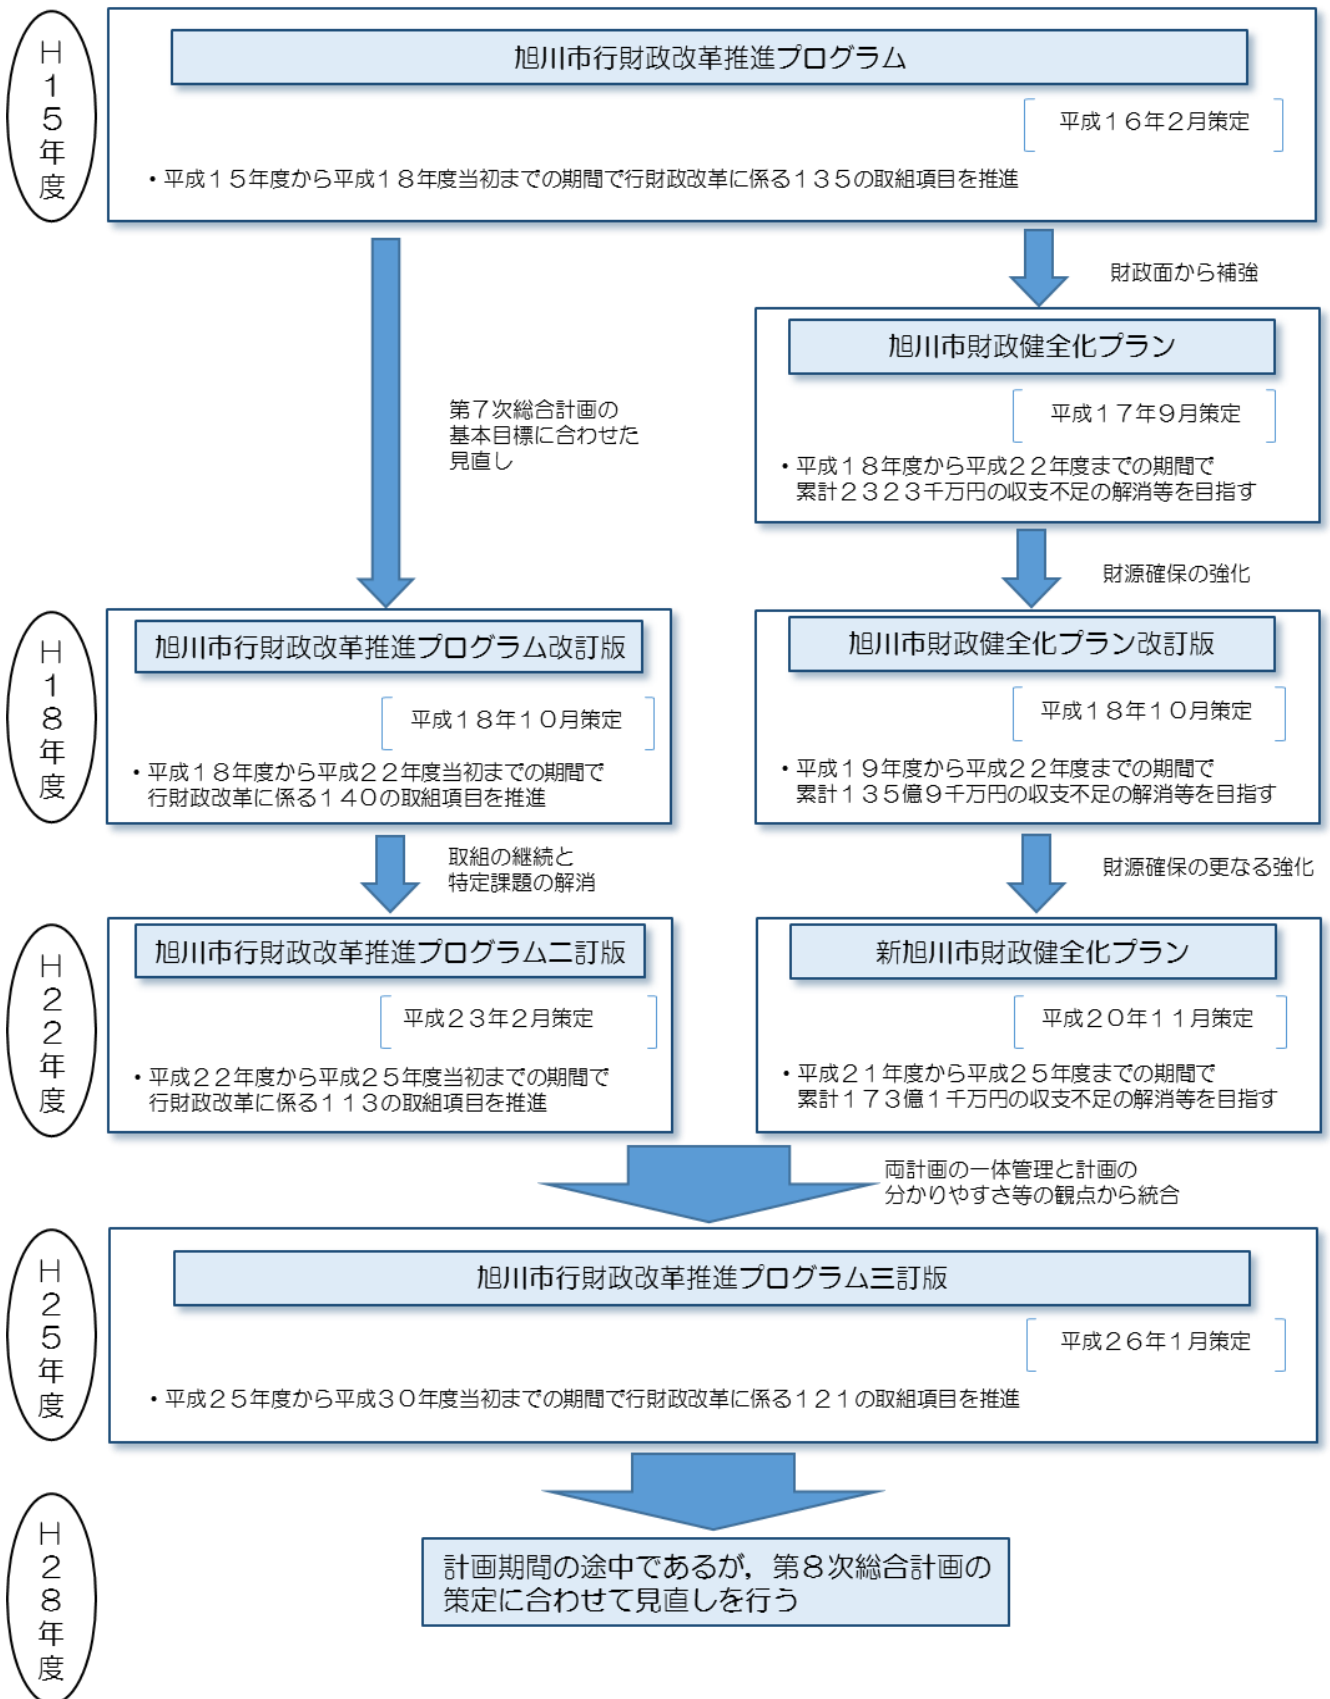 H15年度
旭川市行財政改革推進プログラム
平成16年2月策定
・平成15年度から平成18年度当初までの期間で行財政改革に係る135の取組項目を推進
財政面から補強
旭川市財政健全化プラン
平成17年9月策定
・平成18年度から平成22年度までの期間で
累計2323千万円の収支不足の解消等を目指す
第7次総合計画の
基本目標に合わせた
見直し
財源確保の強化
H18年度
旭川市行財政改革推進プログラム改訂版
平成18年10月策定
・平成18年度から平成22年度当初までの期間で
行財政改革に係る140の取組項目を推進
旭川市財政健全化プラン改訂版
平成18年10月策定
・平成19年度から平成22年度までの期間で
累計135億9千万円の収支不足の解消等を目指す
取組の継続と
特定課題の解消
財源確保の更なる強化
H22年度
旭川市行財政改革推進プログラム二訂版
平成23年2月策定
・平成22年度から平成25年度当初までの期間で
行財政改革に係る113の取組項目を推進
新旭川市財政健全化プラン
平成20年11月策定
・平成21年度から平成25年度までの期間で
累計173億1千万円の収支不足の解消等を目指す
両計画の一体管理と計画の
分かりやすさ等の観点から統合
H25年度
旭川市行財政改革推進プログラム三訂版
平成26年1月策定
・平成25年度から平成30年度当初までの期間で行財政改革に係る121の取組項目を推進
H28年度
計画期間の途中であるが，第8次総合計画の
策定に合わせて見直しを行う